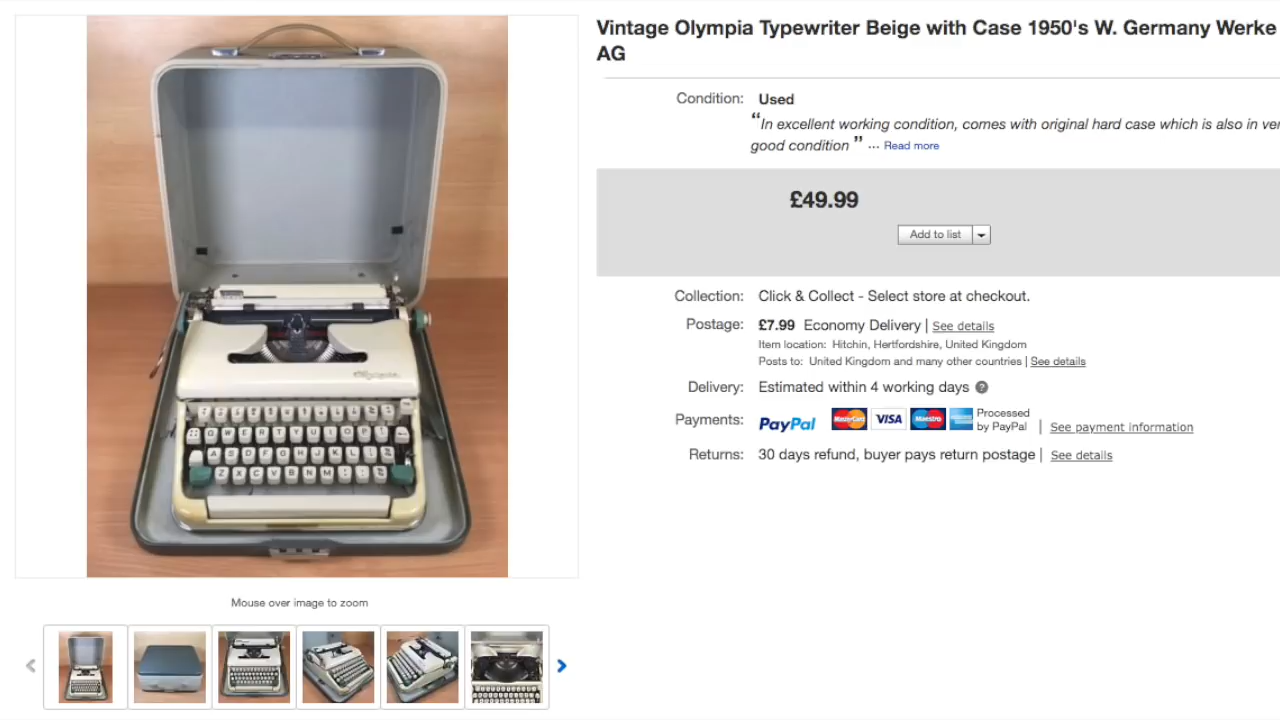 Vintage Olympia Typewriter Beige with Case 1950's W. Germany Werke
AG
Condition: Used
“In excellent working condition, comes with original hard case which is also in ver
good condition ” ... Read more
£49.99
Add to list
Collection: Click & Collect - Select store at checkout.
Postage: £7.99 Economy Delivery | See details
Item location: Hitchin, Hertfordshire, United Kingdom
Posts to: United Kingdom and many other countries | See details
Delivery: Estimated within 4 working days ?
Payments: PayPal MasterCard VISA Maestro Processed
by PayPal | See payment information
Returns: 30 days refund, buyer pays return postage | See details
Olympia
Q W E R T Y U I O P
A S D F G H J K L
Z X C V B N M
Mouse over image to zoom